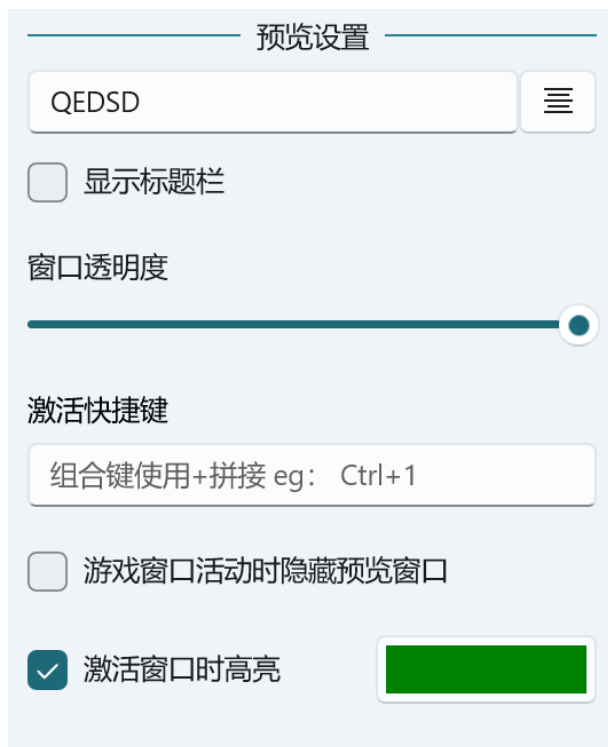 预览设置
QEDSD
显示标题栏
窗口透明度
激活快捷键
组合键使用+拼接 eg： Ctrl+1
游戏窗口活动时隐藏预览窗口
激活窗口时高亮